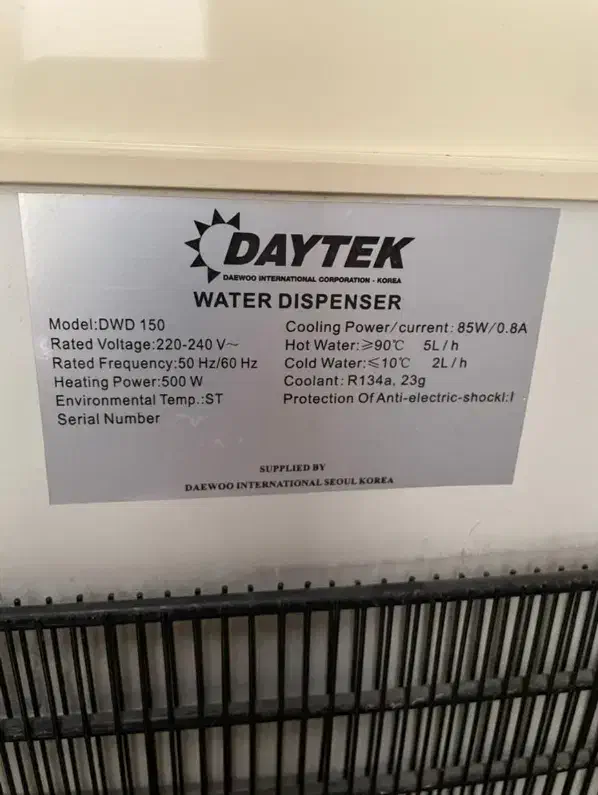 DAYTEK
DAEWOO INTERNATIONAL CORPORATION - KOREA
WATER DISPENSER
Model:DWD 150
Rated Voltage:220-240 V~
Rated Frequency:50 Hz/60 Hz
Heating Power:500 W
Environmental Temp.:ST
Serial Number
Cooling Power/current: 85W/0.8A
Hot Water:≥90℃ 5L/h
Cold Water:≤10℃ 2L/h
Coolant: R134a, 23g
Protection Of Anti-electric-shockl:I
SUPPLIED BY
DAEWOO INTERNATIONAL SEOUL KOREA